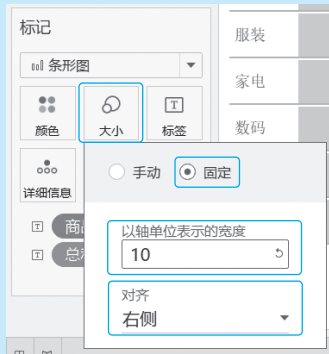 标记
条形图
颜色
大小
T
标签
详细信息
T
T
手动
固定
以轴单位表示的宽度
10
对齐
右侧
服装
家电
数码